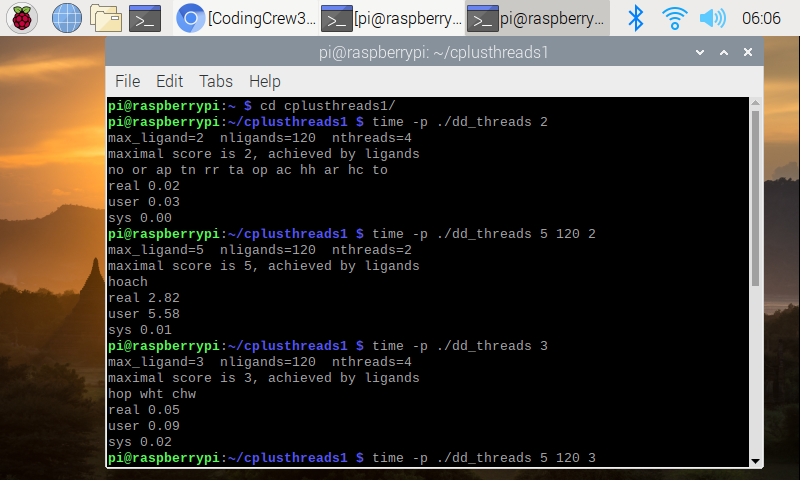 [CodingCrew3... [pi@raspberry... pi@raspberry... 06:06
pi@raspberrypi: ~/cplusthreads1
File Edit Tabs Help
pi@raspberrypi:~ $ cd cplusthreads1/
pi@raspberrypi:~/cplusthreads1 $ time -p ./dd_threads 2
max_ligand=2  nligands=120  nthreads=4
maximal score is 2, achieved by ligands
no or ap tn rr ta op ac hh ar hc to
real 0.02
user 0.03
sys 0.00
pi@raspberrypi:~/cplusthreads1 $ time -p ./dd_threads 5 120 2
max_ligand=5  nligands=120  nthreads=2
maximal score is 5, achieved by ligands
hoach
real 2.82
user 5.58
sys 0.01
pi@raspberrypi:~/cplusthreads1 $ time -p ./dd_threads 3
max_ligand=3  nligands=120  nthreads=4
maximal score is 3, achieved by ligands
hop wht chw
real 0.05
user 0.09
sys 0.02
pi@raspberrypi:~/cplusthreads1 $ time -p ./dd_threads 5 120 3